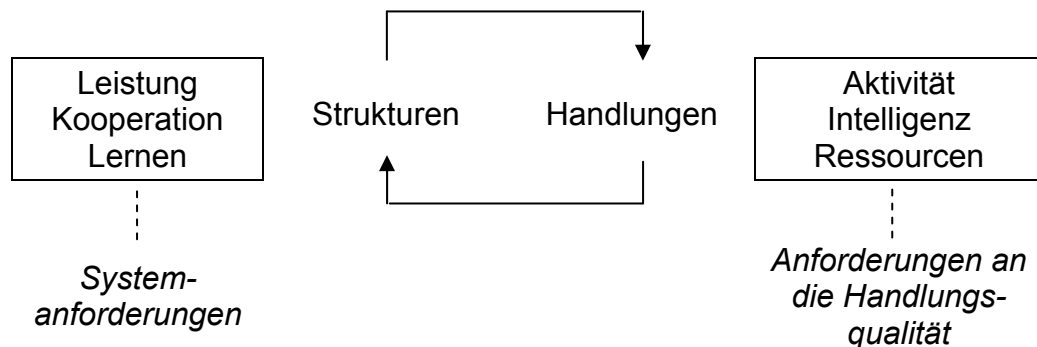 Leistung
Kooperation
Lernen
Strukturen
Handlungen
Aktivität
Intelligenz
Ressourcen
System-
anforderungen
Anforderungen an
die Handlungs-
qualität